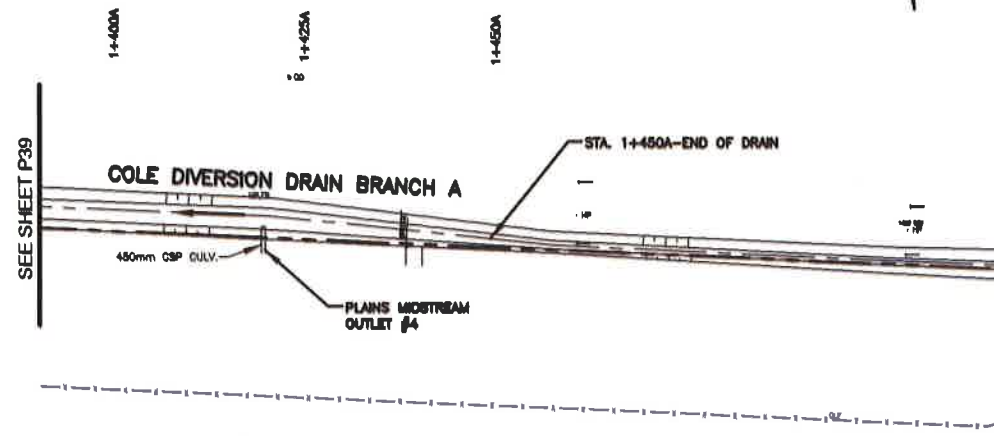 1+400A
1+425A
1+450A
SEE SHEET P39
STA. 1+450A-END OF DRAIN
COLE DIVERSION DRAIN BRANCH A
HP
450mm CSP CULV.
PLAINS MIDSTREAM
OUTLET #4